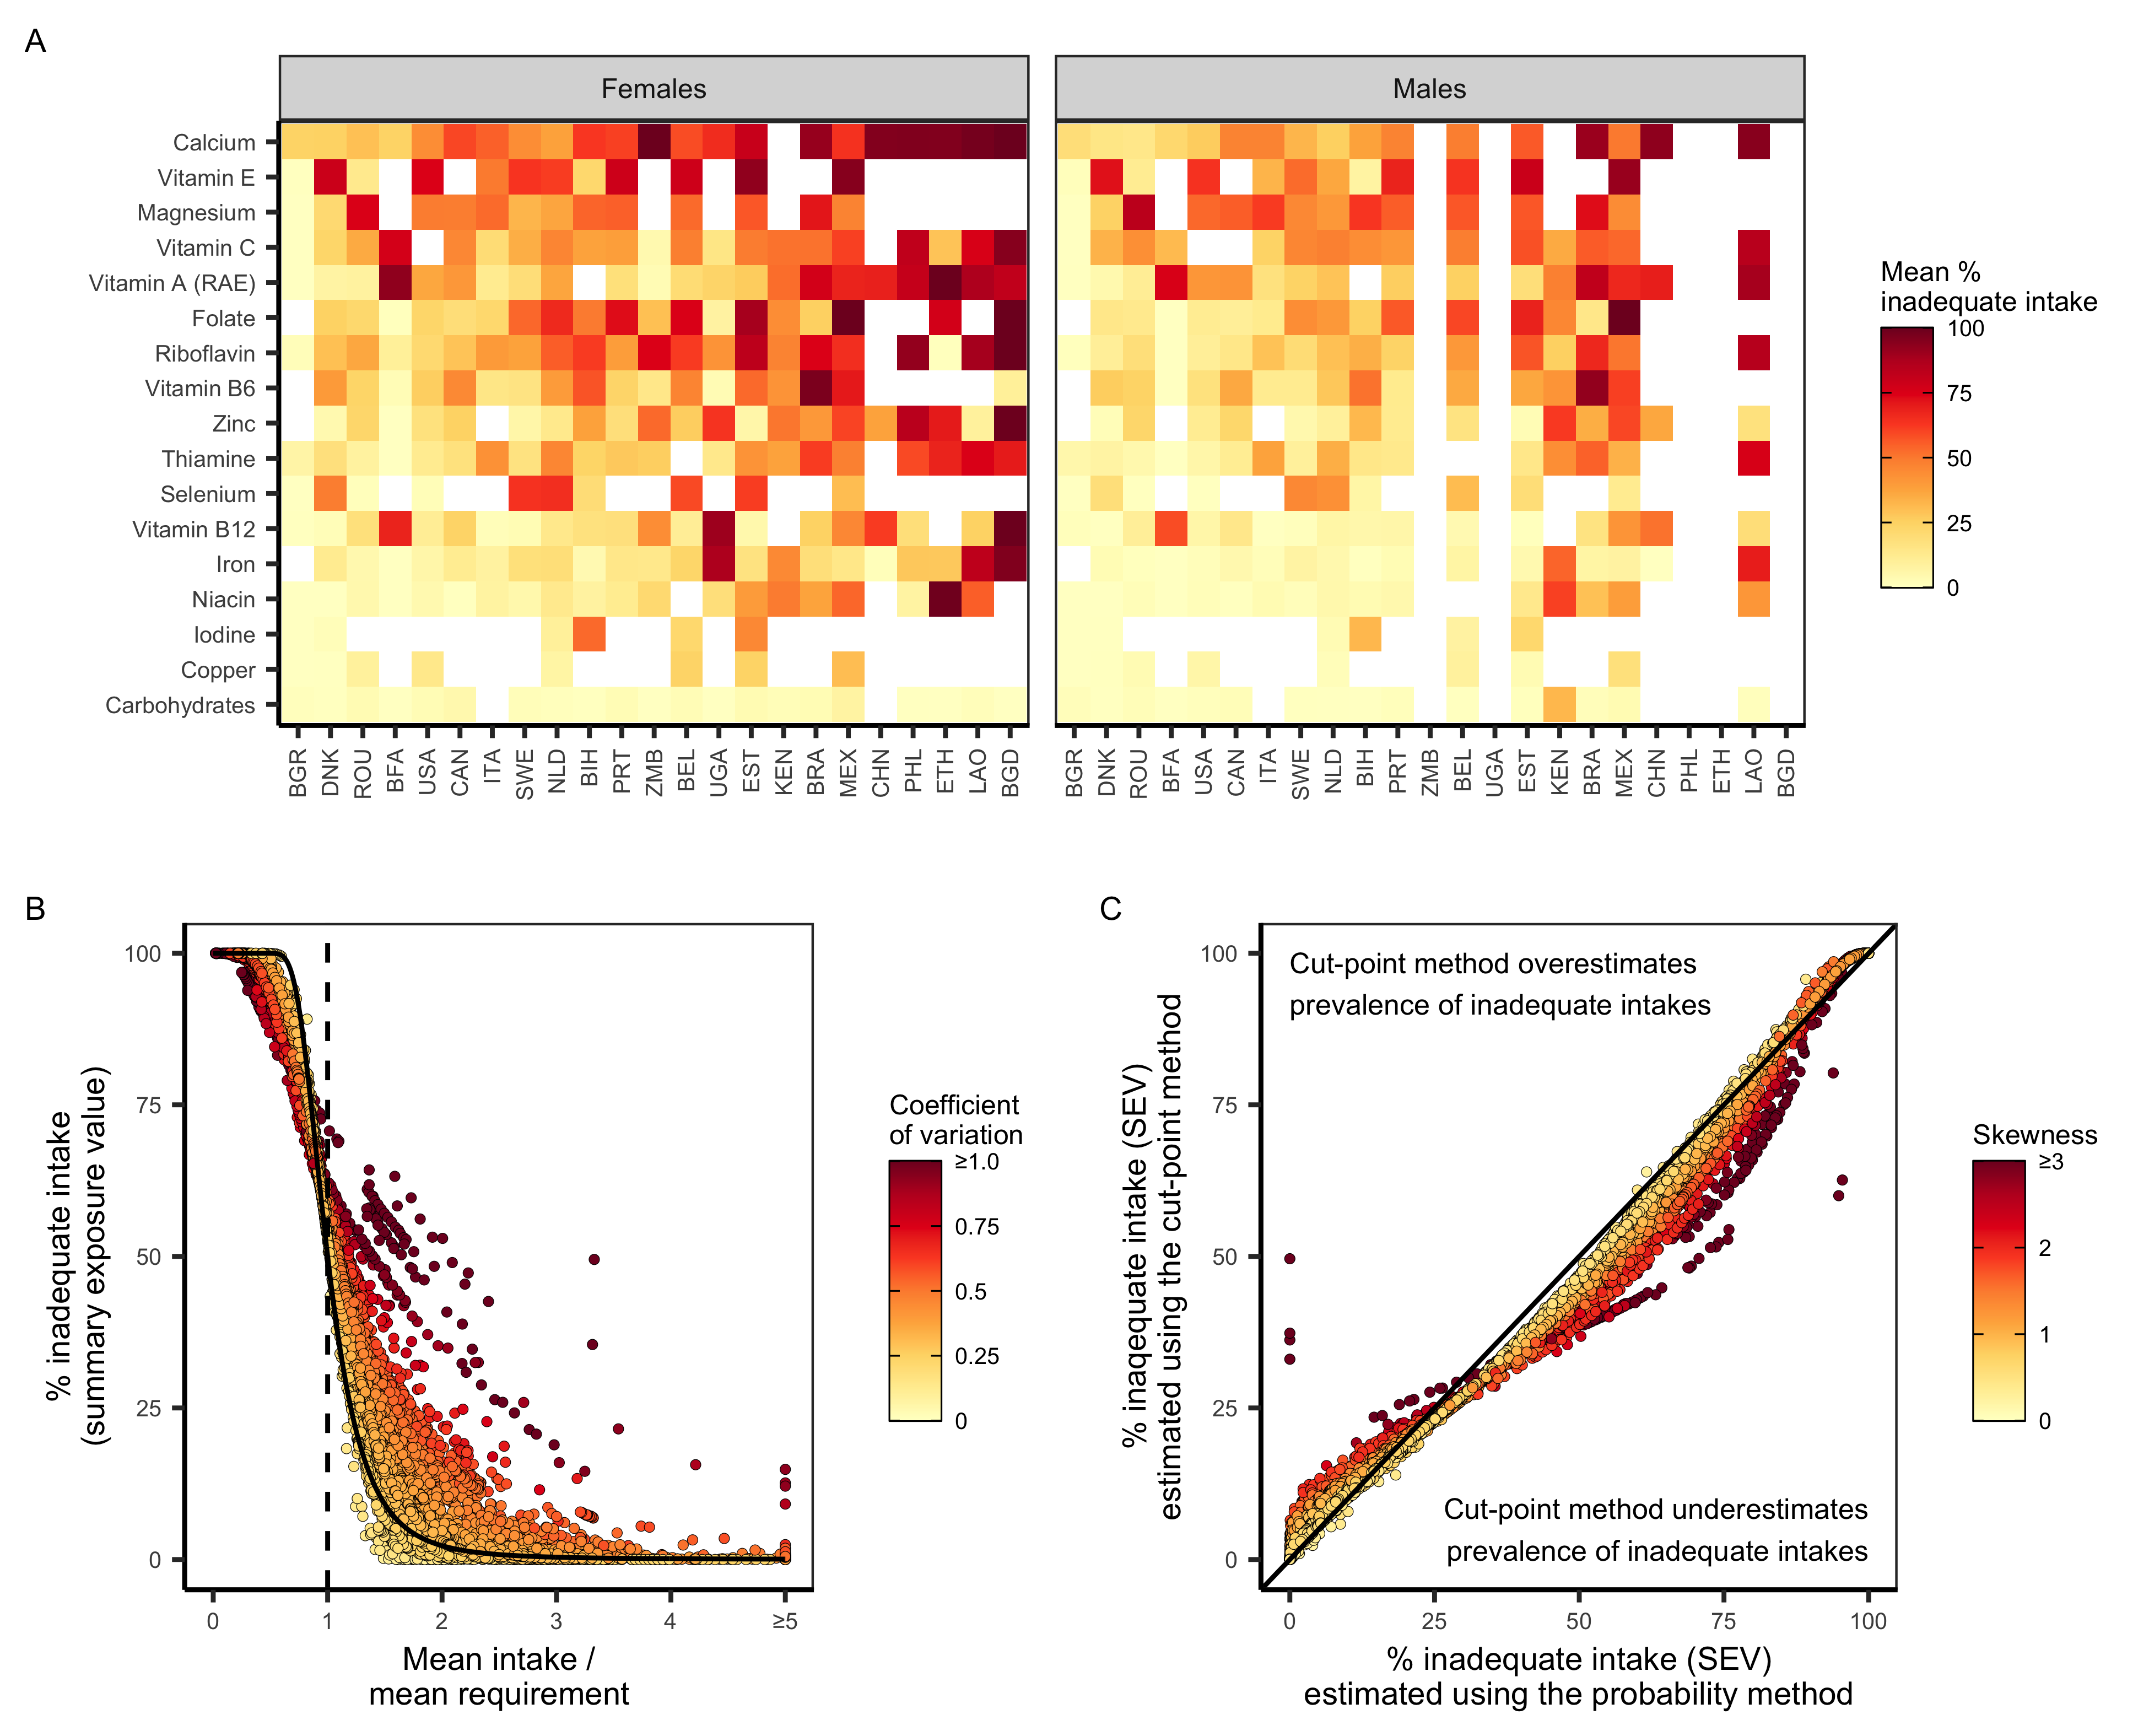 A
Females
Males
Calcium
Vitamin E
Magnesium
Vitamin C
Vitamin A (RAE)
Folate
Riboflavin
Vitamin B6
Zinc
Thiamine
Selenium
Vitamin B12
Iron
Niacin
Iodine
Copper
Carbohydrates
BGR DNK ROU BFA USA CAN ITA SWE NLD BIH PRT ZMB BEL UGA EST KEN BRA MEX CHN PHL ETH LAO BGD
BGR DNK ROU BFA USA CAN ITA SWE NLD BIH PRT ZMB BEL UGA EST KEN BRA MEX CHN PHL ETH LAO BGD
Mean %
inadequate intake
100
75
50
25
0
B
% inadequate intake
(summary exposure value)
100
75
50
25
0
0 1 2 3 4 ≥5
Mean intake /
mean requirement
Coefficient
of variation
≥1.0
0.75
0.5
0.25
0
C
% inaqequate intake (SEV)
estimated using the cut-point method
100
75
50
25
0
Cut-point method overestimates
prevalence of inadequate intakes
Cut-point method underestimates
prevalence of inadequate intakes
0 25 50 75 100
% inadequate intake (SEV)
estimated using the probability method
Skewness
≥3
2
1
0